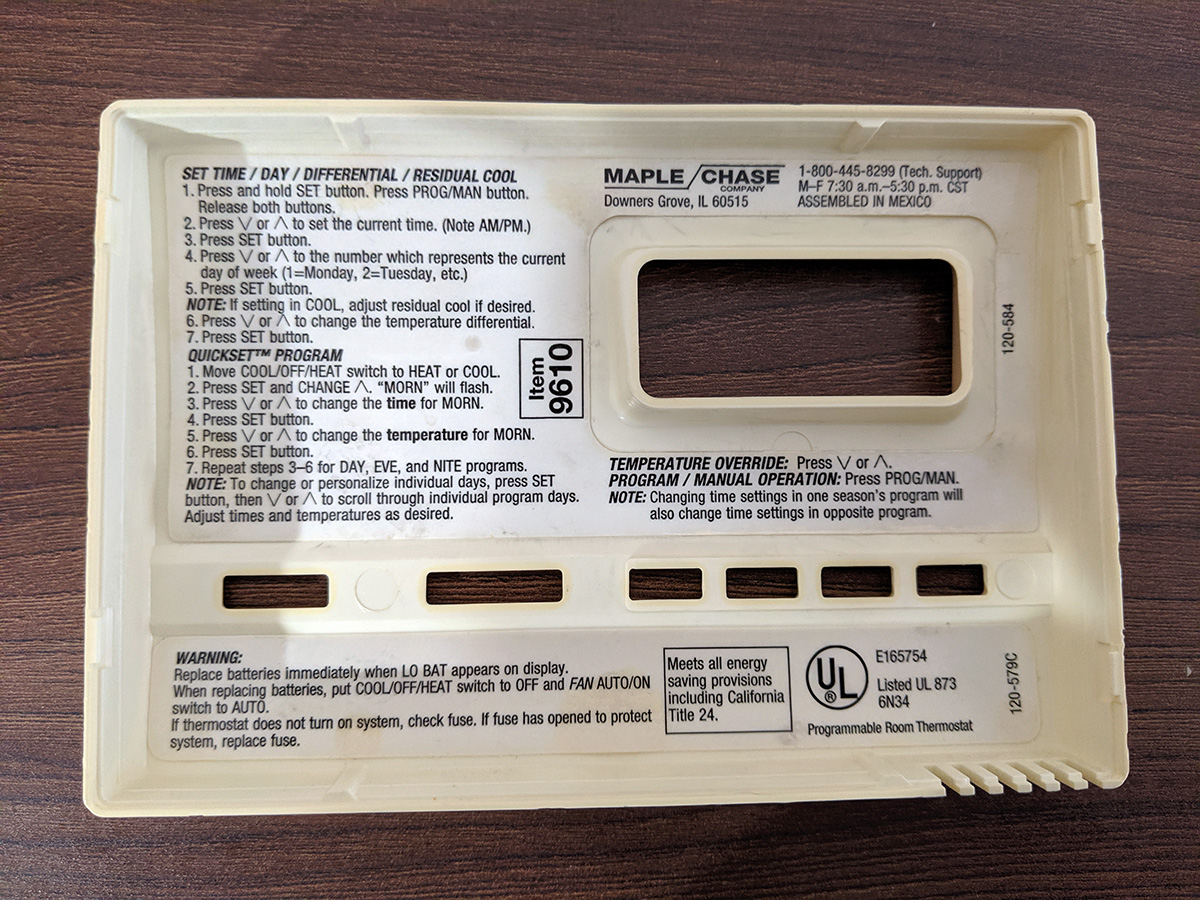 SET TIME / DAY / DIFFERENTIAL / RESIDUAL COOL
1. Press and hold SET button. Press PROG/MAN button.
Release both buttons.
2. Press ∨ or ∧ to set the current time. (Note AM/PM.)
3. Press SET button.
4. Press ∨ or ∧ to the number which represents the current
day of week (1=Monday, 2=Tuesday, etc.)
5. Press SET button.
NOTE: If setting in COOL, adjust residual cool if desired.
6. Press ∨ or ∧ to change the temperature differential.
7. Press SET button.
QUICKSET™ PROGRAM
1. Move COOL/OFF/HEAT switch to HEAT or COOL.
2. Press SET and CHANGE ∧. “MORN” will flash.
3. Press ∨ or ∧ to change the time for MORN.
4. Press SET button.
5. Press ∨ or ∧ to change the temperature for MORN.
6. Press SET button.
7. Repeat steps 3–6 for DAY, EVE, and NITE programs.
NOTE: To change or personalize individual days, press SET
button, then ∨ or ∧ to scroll through individual program days.
Adjust times and temperatures as desired.
Item
9610
MAPLE CHASE
COMPANY
Downers Grove, IL 60515
1-800-445-8299 (Tech. Support)
M–F 7:30 a.m.–5:30 p.m. CST
ASSEMBLED IN MEXICO
120-584
TEMPERATURE OVERRIDE: Press ∨ or ∧.
PROGRAM / MANUAL OPERATION: Press PROG/MAN.
NOTE: Changing time settings in one season's program will
also change time settings in opposite program.
WARNING:
Replace batteries immediately when LO BAT appears on display.
When replacing batteries, put COOL/OFF/HEAT switch to OFF and FAN AUTO/ON
switch to AUTO.
If thermostat does not turn on system, check fuse. If fuse has opened to protect
system, replace fuse.
Meets all energy
saving provisions
including California
Title 24.
UL
®
E165754
Listed UL 873
6N34
Programmable Room Thermostat
120-579C